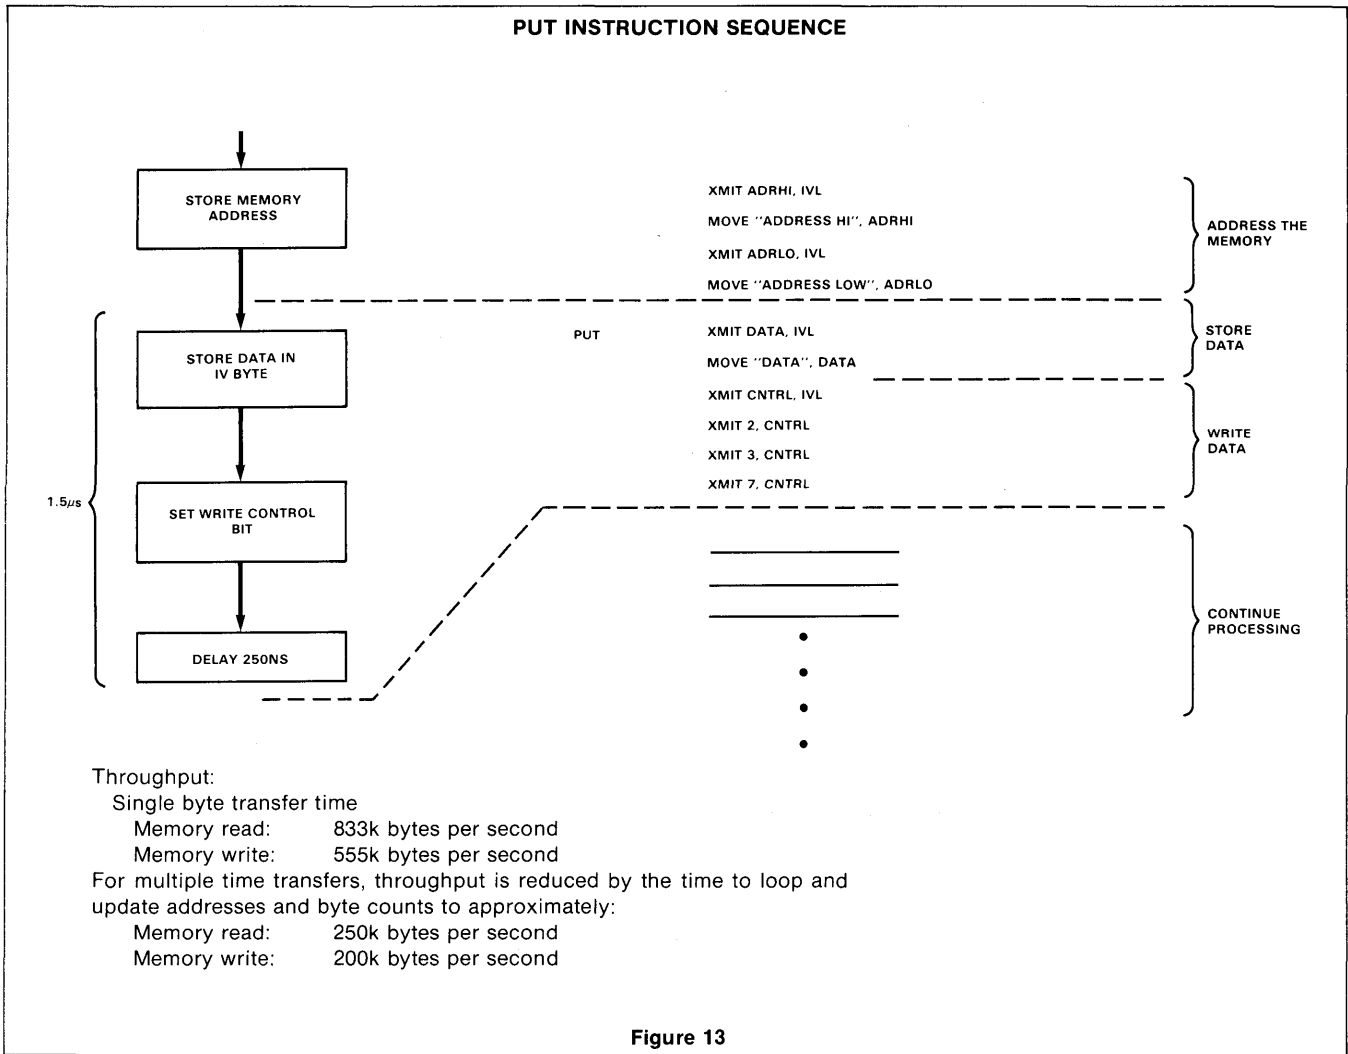 PUT INSTRUCTION SEQUENCE
STORE MEMORY
ADDRESS
STORE DATA IN
IV BYTE
SET WRITE CONTROL
BIT
DELAY 250NS
1.5μs
PUT
XMIT ADRHI, IVL
MOVE "ADDRESS HI", ADRHI
XMIT ADRLO, IVL
MOVE "ADDRESS LOW", ADRLO
XMIT DATA, IVL
MOVE "DATA", DATA
XMIT CNTRL, IVL
XMIT 2, CNTRL
XMIT 3, CNTRL
XMIT 7, CNTRL
ADDRESS THE
MEMORY
STORE
DATA
WRITE
DATA
CONTINUE
PROCESSING
Throughput:
Single byte transfer time
Memory read: 833k bytes per second
Memory write: 555k bytes per second
For multiple time transfers, throughput is reduced by the time to loop and
update addresses and byte counts to approximately:
Memory read: 250k bytes per second
Memory write: 200k bytes per second
Figure 13